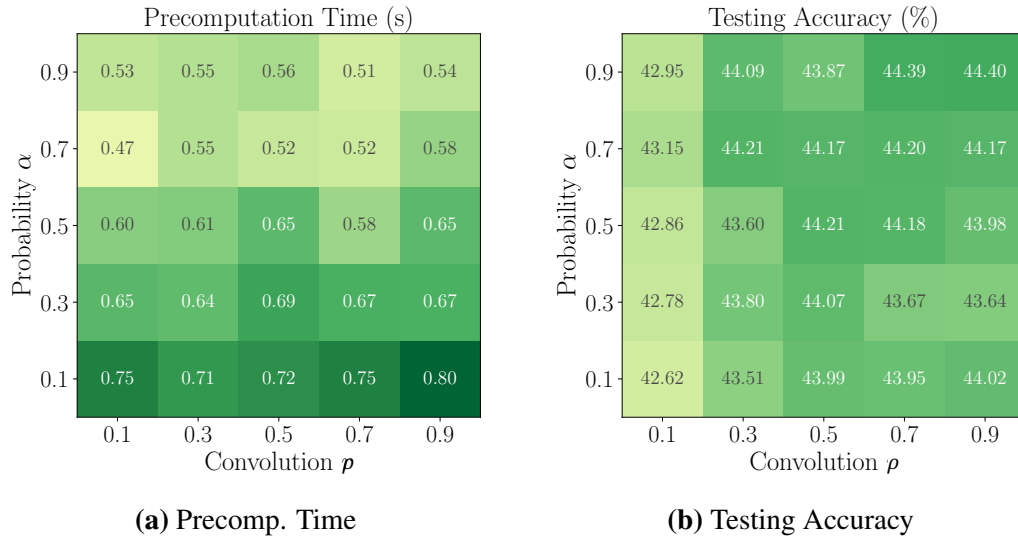 Precomputation Time (s)
Probability α
0.9 0.53 0.55 0.56 0.51 0.54
0.7 0.47 0.55 0.52 0.52 0.58
0.5 0.60 0.61 0.65 0.58 0.65
0.3 0.65 0.64 0.69 0.67 0.67
0.1 0.75 0.71 0.72 0.75 0.80
0.1 0.3 0.5 0.7 0.9
Convolution p
(a) Precomp. Time
Testing Accuracy (%)
Probability α
0.9 42.95 44.09 43.87 44.39 44.40
0.7 43.15 44.21 44.17 44.20 44.17
0.5 42.86 43.60 44.21 44.18 43.98
0.3 42.78 43.80 44.07 43.67 43.64
0.1 42.62 43.51 43.99 43.95 44.02
0.1 0.3 0.5 0.7 0.9
Convolution ρ
(b) Testing Accuracy